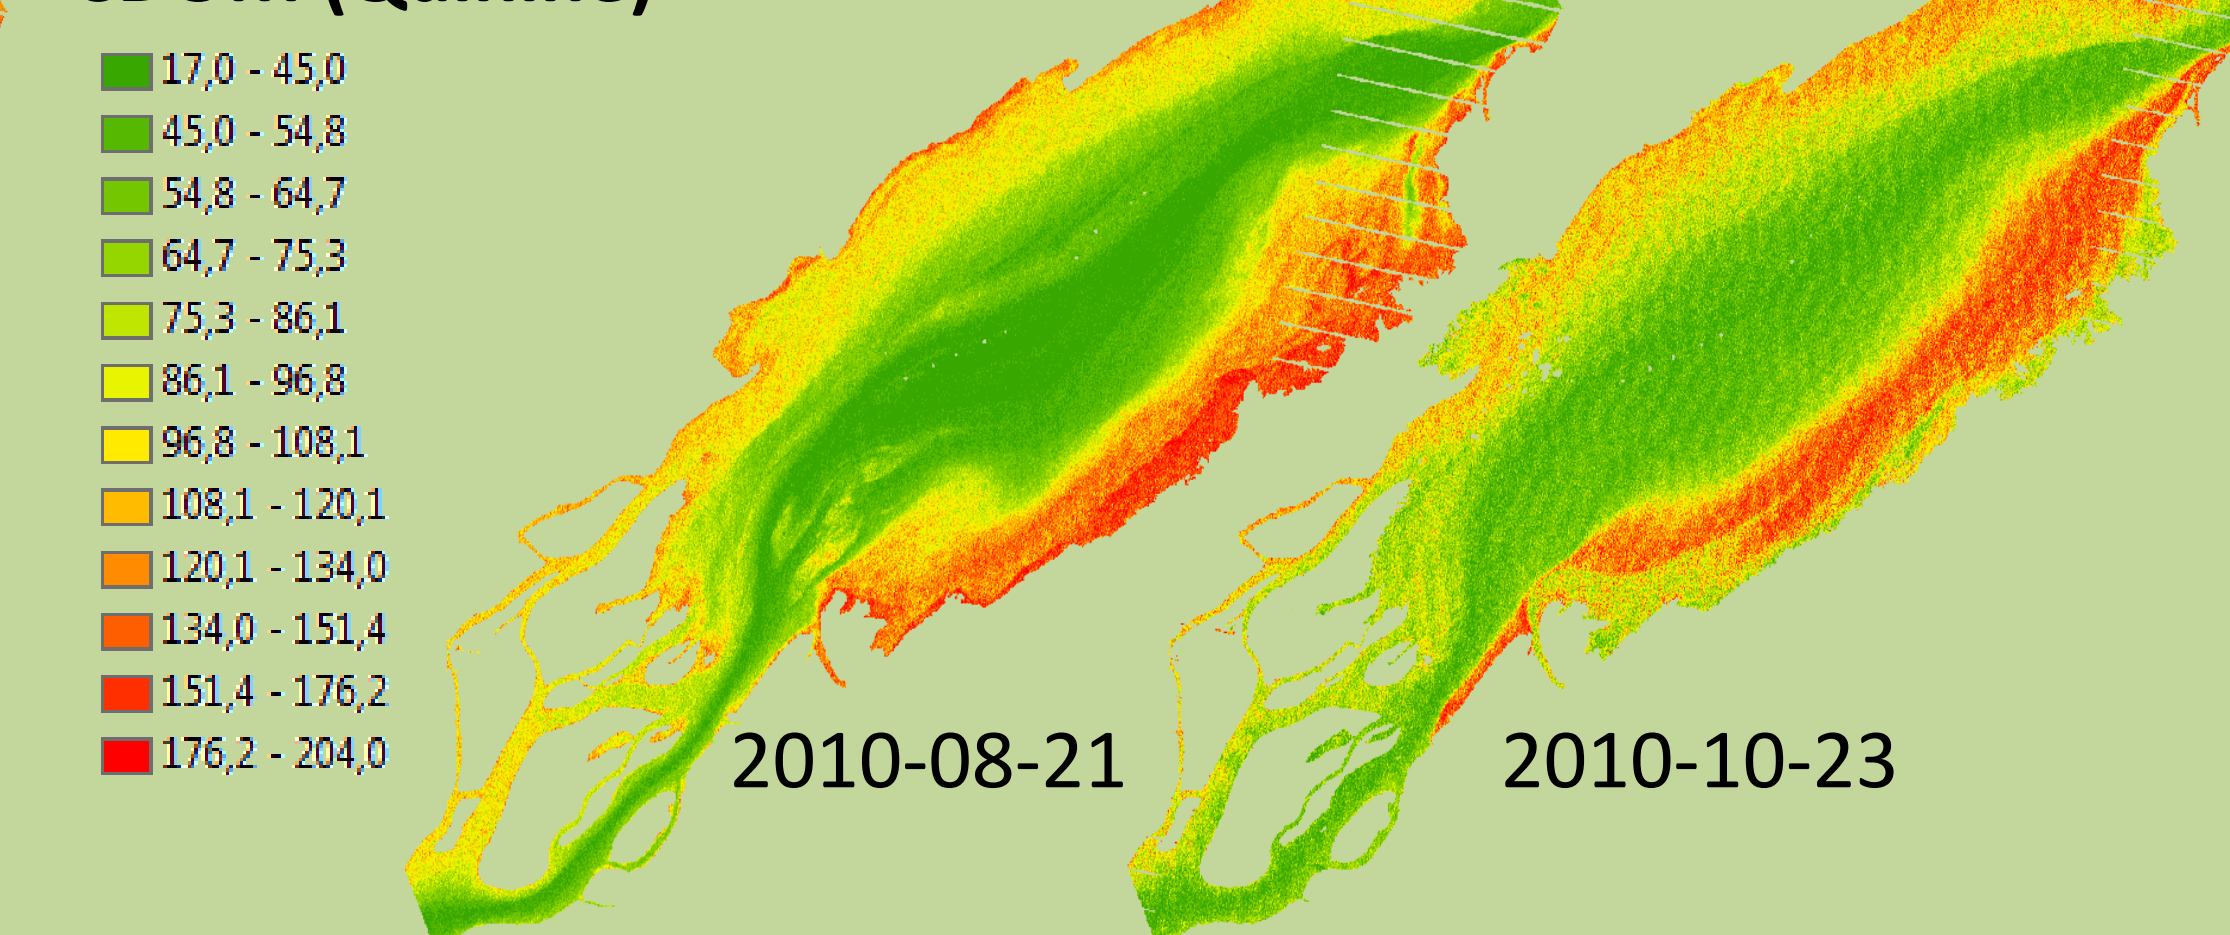 (Quinine)
17,0 - 45,0
45,0 - 54,8
54,8 - 64,7
64,7 - 75,3
75,3 - 86,1
86,1 - 96,8
96,8 - 108,1
108,1 - 120,1
120,1 - 134,0
134,0 - 151,4
151,4 - 176,2
176,2 - 204,0
2010-08-21
2010-10-23